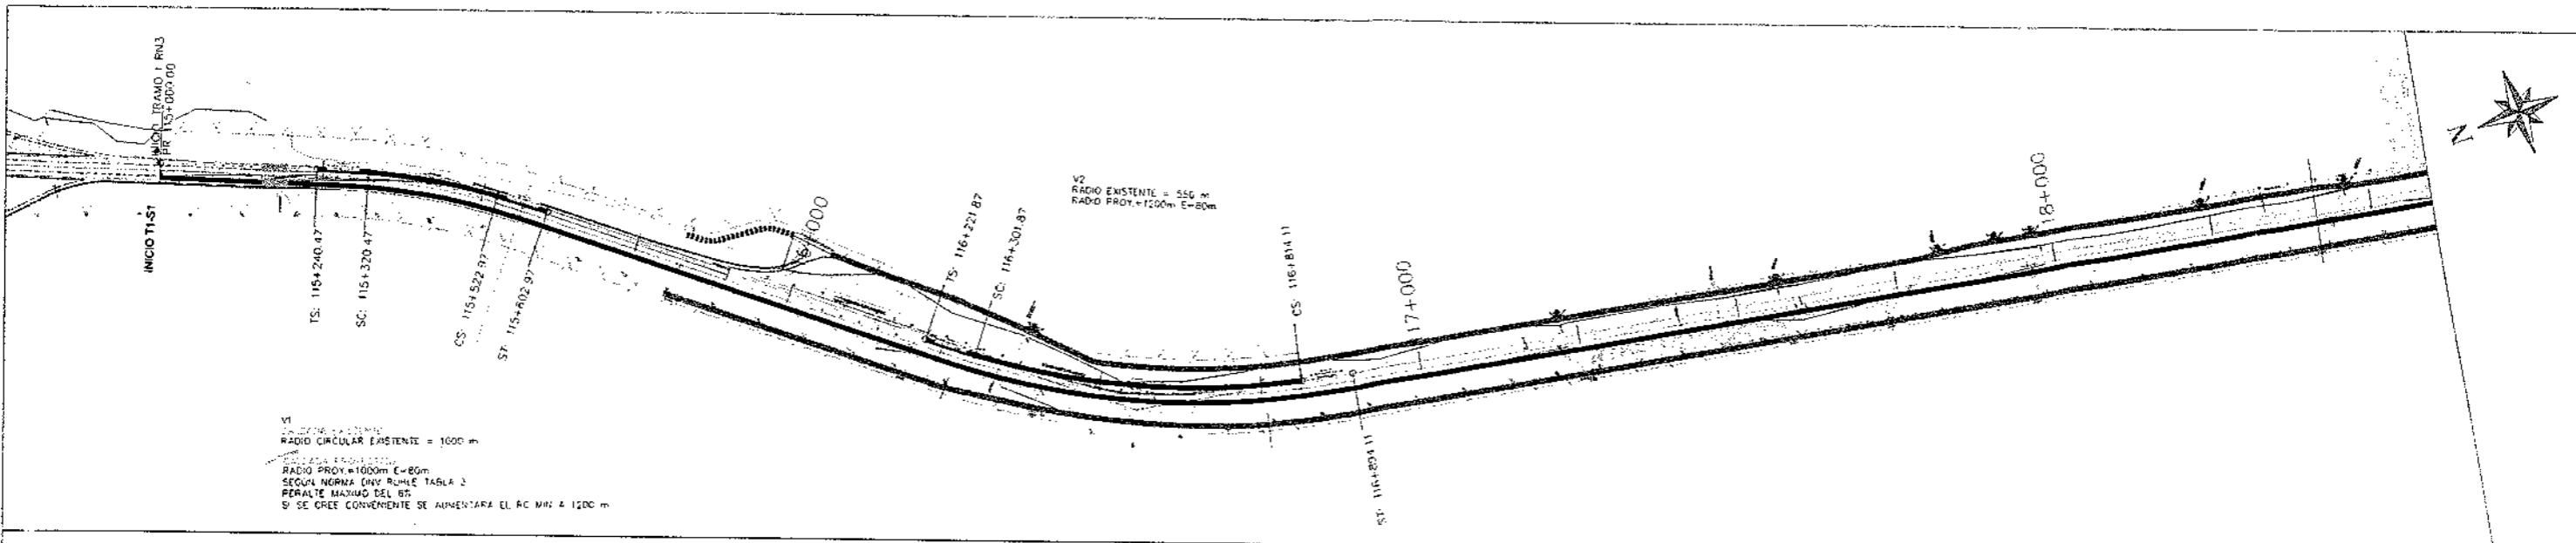 INICIO TRAMO 1 RN3
PR 115+000.00
INICIO T1-S1
TS: 115+240.47
SC: 115+320.47
CS: 115+522.97
ST: 115+602.97
TS: 116+221.87
SC: 116+301.87
V2
RADIO EXISTENTE = 550 m
RADIO PROY.=1200m E=80m
CS: 116+814.11
ST: 116+894.11
17+000
18+000
N
V1
RADIO CIRCULAR EXISTENTE = 1000 m
RADIO PROY.=1000m E=80m
SEGÚN NORMA DNV RUHLE TABLA 3
PERALTE MAXIMO DEL 6%
SI SE CREE CONVENIENTE SE AUMENTARA EL RC MIN A 1200 m